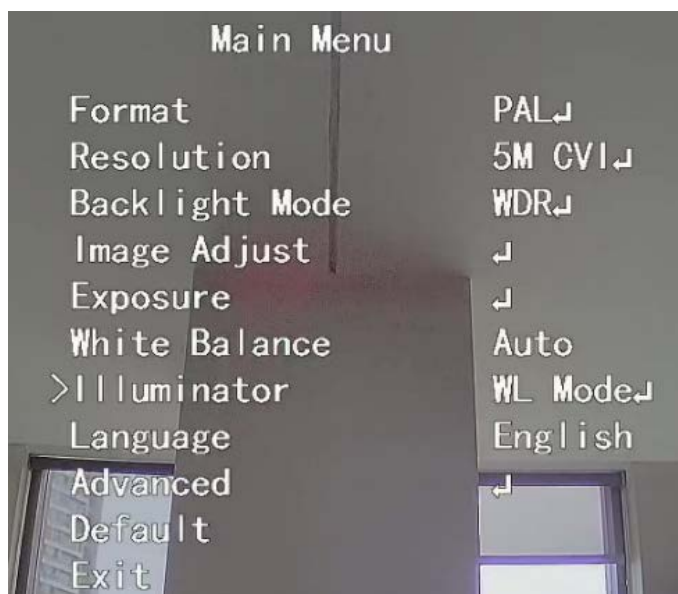 Main Menu
Format PAL↵
Resolution 5M CVI↵
Backlight Mode WDR↵
Image Adjust ↵
Exposure ↵
White Balance Auto
>Illuminator WL Mode↵
Language English
Advanced ↵
Default
Exit